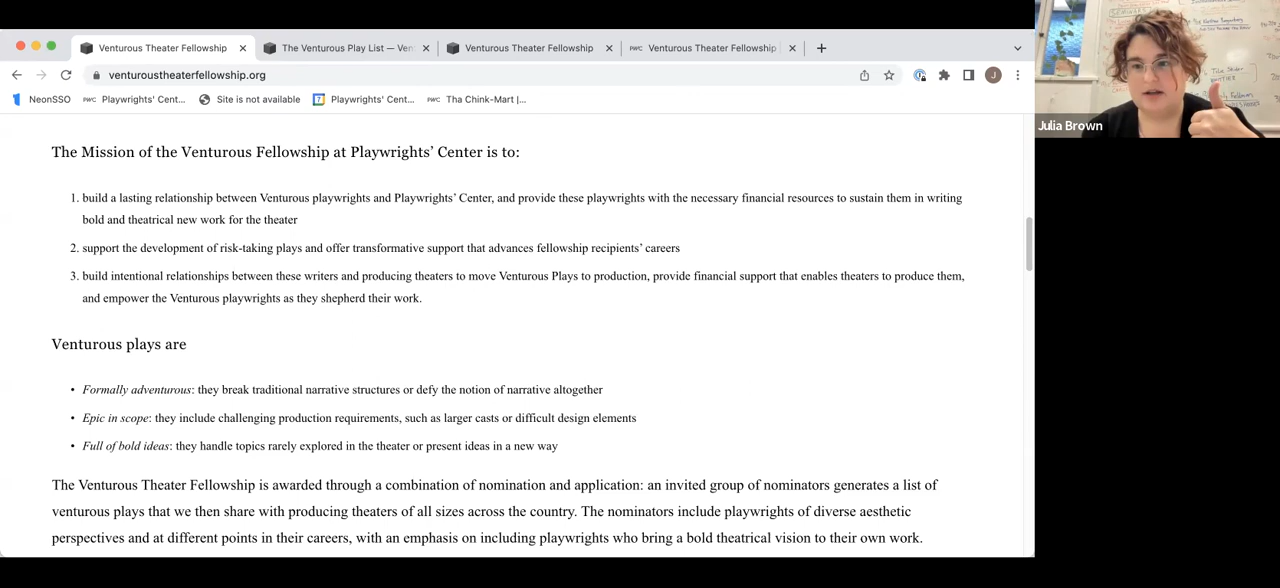 Venturous Theater Fellowship
The Venturous Play List — Ven
Venturous Theater Fellowship
PWC Venturous Theater Fellowship
venturoustheaterfellowship.org
J
NeonSSO
PWC Playwrights' Cent...
Site is not available
7 Playwrights' Cent...
PWC Tha Chink-Mart |...
The Mission of the Venturous Fellowship at Playwrights’ Center is to:
1. build a lasting relationship between Venturous playwrights and Playwrights’ Center, and provide these playwrights with the necessary financial resources to sustain them in writing
bold and theatrical new work for the theater
2. support the development of risk-taking plays and offer transformative support that advances fellowship recipients’ careers
3. build intentional relationships between these writers and producing theaters to move Venturous Plays to production, provide financial support that enables theaters to produce them,
and empower the Venturous playwrights as they shepherd their work.
Venturous plays are
• Formally adventurous: they break traditional narrative structures or defy the notion of narrative altogether
• Epic in scope: they include challenging production requirements, such as larger casts or difficult design elements
• Full of bold ideas: they handle topics rarely explored in the theater or present ideas in a new way
The Venturous Theater Fellowship is awarded through a combination of nomination and application: an invited group of nominators generates a list of
venturous plays that we then share with producing theaters of all sizes across the country. The nominators include playwrights of diverse aesthetic
perspectives and at different points in their careers, with an emphasis on including playwrights who bring a bold theatrical vision to their own work.
Julia Brown